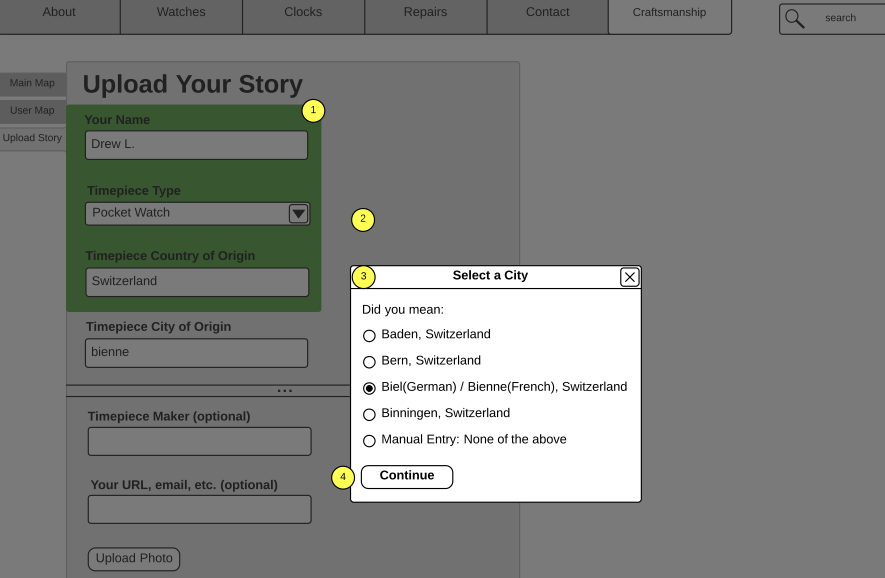 About
Watches
Clocks
Repairs
Contact
Craftsmanship
search
Main Map
User Map
Upload Story
Upload Your Story
1
Your Name
Drew L.
Timepiece Type
Pocket Watch
2
Timepiece Country of Origin
Switzerland
Timepiece City of Origin
bienne
...
Timepiece Maker (optional)
Your URL, email, etc. (optional)
Upload Photo
3
Select a City
Did you mean:
Baden, Switzerland
Bern, Switzerland
Biel(German) / Bienne(French), Switzerland
Binningen, Switzerland
Manual Entry: None of the above
4
Continue